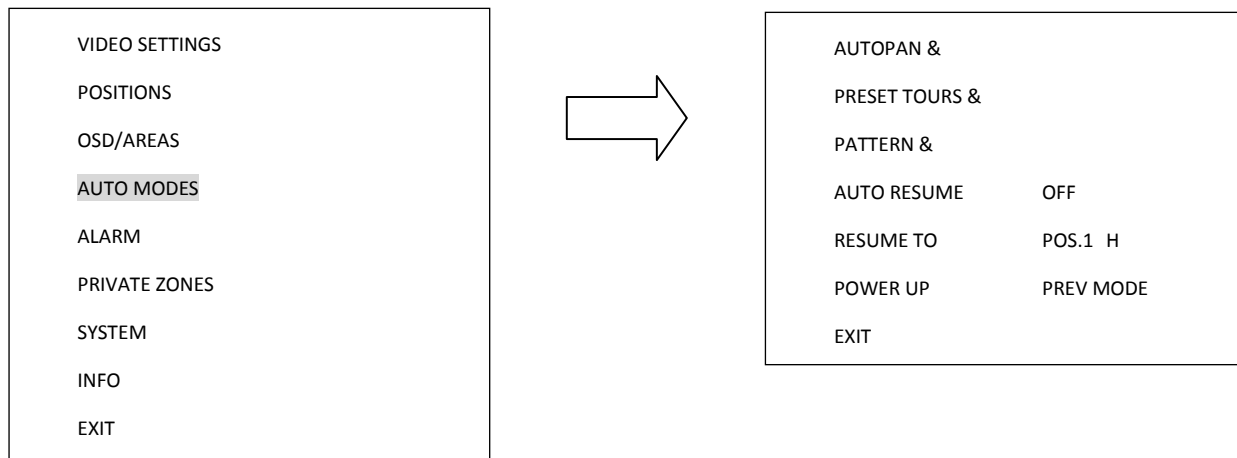 VIDEO SETTINGS
POSITIONS
OSD/AREAS
AUTO MODES
ALARM
PRIVATE ZONES
SYSTEM
INFO
EXIT
AUTOPAN &
PRESET TOURS &
PATTERN &
AUTO RESUME OFF
RESUME TO POS.1 H
POWER UP PREV MODE
EXIT